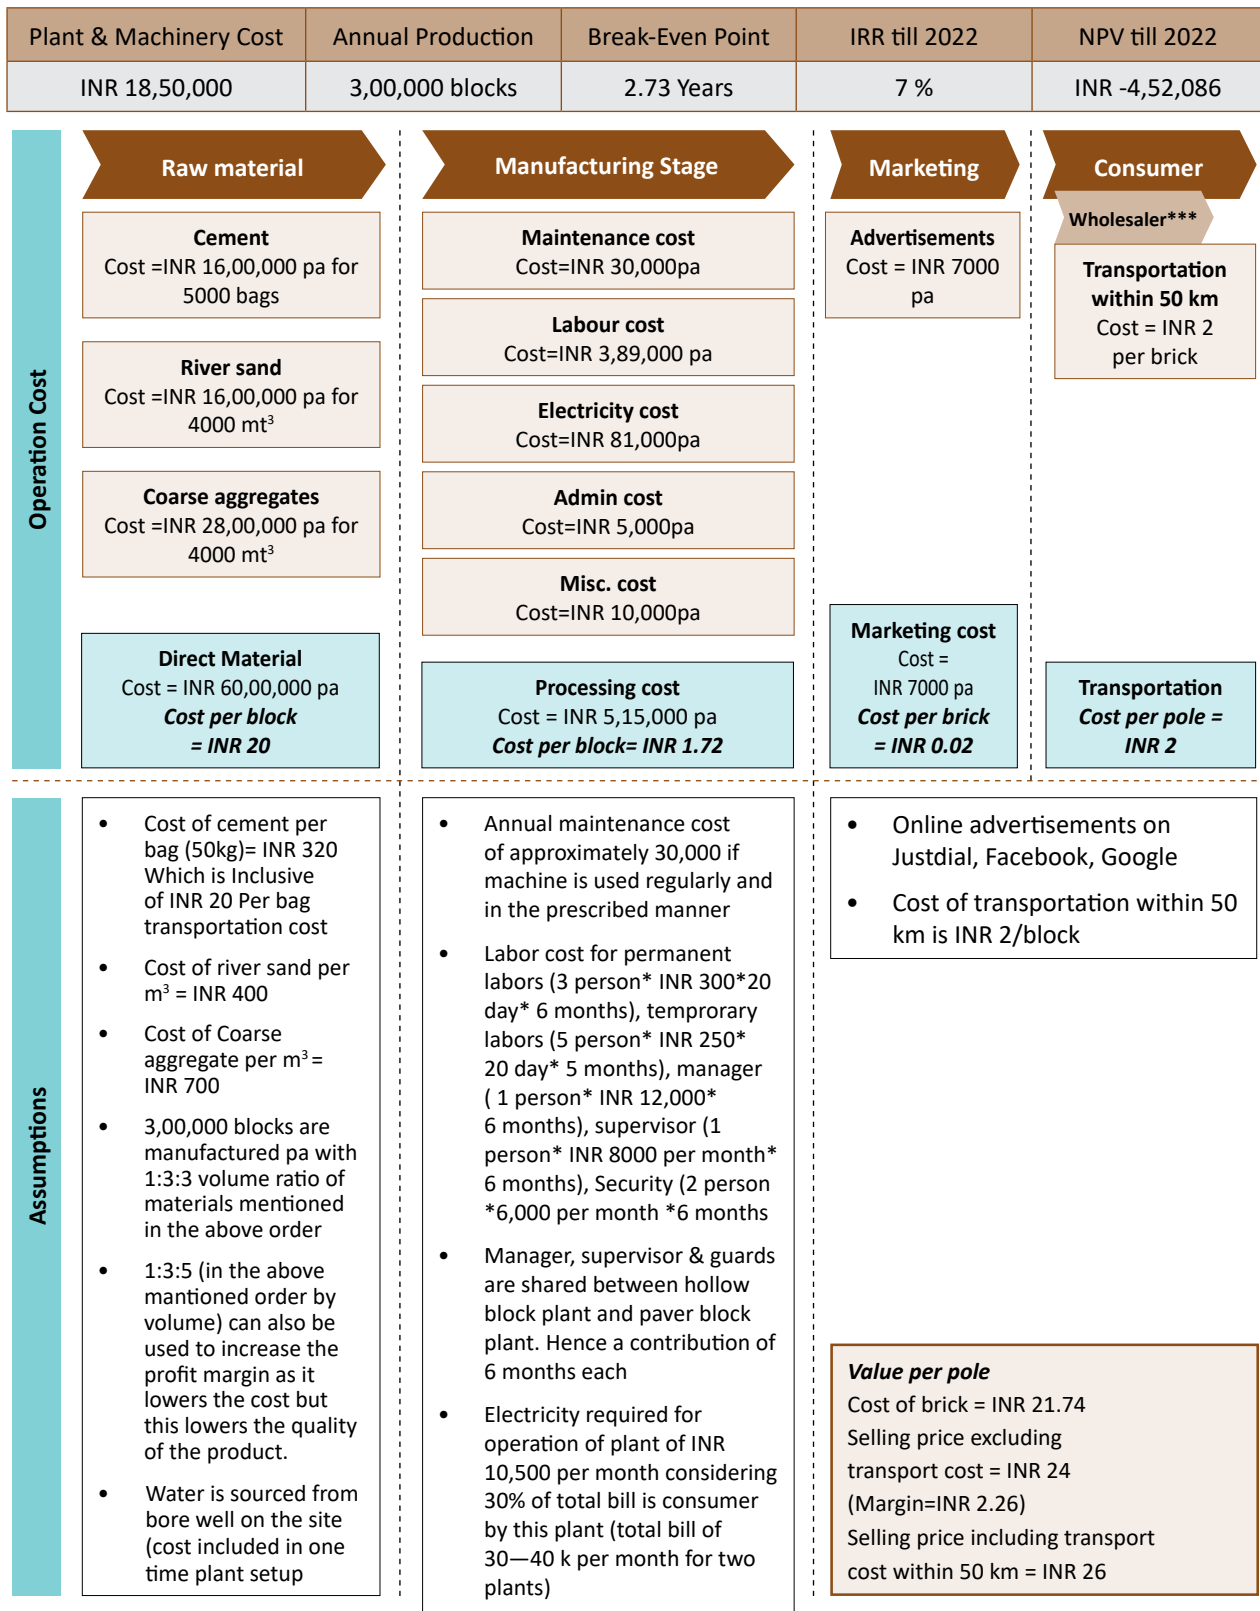 Plant & Machinery Cost
Annual Production
Break-Even Point
IRR till 2022
NPV till 2022
INR 18,50,000
3,00,000 blocks
2.73 Years
7 %
INR -4,52,086
Operation Cost
Raw material
Cement
Cost =INR 16,00,000 pa for
5000 bags
River sand
Cost =INR 16,00,000 pa for
4000 mt³
Coarse aggregates
Cost =INR 28,00,000 pa for
4000 mt³
Direct Material
Cost = INR 60,00,000 pa
Cost per block
= INR 20
Manufacturing Stage
Maintenance cost
Cost=INR 30,000pa
Labour cost
Cost=INR 3,89,000 pa
Electricity cost
Cost=INR 81,000pa
Admin cost
Cost=INR 5,000pa
Misc. cost
Cost=INR 10,000pa
Processing cost
Cost = INR 5,15,000 pa
Cost per block= INR 1.72
Marketing
Advertisements
Cost = INR 7000
pa
Marketing cost
Cost =
INR 7000 pa
Cost per brick
= INR 0.02
Consumer
Wholesaler***
Transportation
within 50 km
Cost = INR 2
per brick
Transportation
Cost per pole =
INR 2
Assumptions
• Cost of cement per
bag (50kg)= INR 320
Which is Inclusive
of INR 20 Per bag
transportation cost
• Cost of river sand per
m³ = INR 400
• Cost of Coarse
aggregate per m³ =
INR 700
• 3,00,000 blocks are
manufactured pa with
1:3:3 volume ratio of
materials mentioned
in the above order
• 1:3:5 (in the above
mantioned order by
volume) can also be
used to increase the
profit margin as it
lowers the cost but
this lowers the quality
of the product.
• Water is sourced from
bore well on the site
(cost included in one
time plant setup
• Annual maintenance cost
of approximately 30,000 if
machine is used regularly and
in the prescribed manner
• Labor cost for permanent
labors (3 person* INR 300*20
day* 6 months), temprorary
labors (5 person* INR 250*
20 day* 5 months), manager
( 1 person* INR 12,000*
6 months), supervisor (1
person* INR 8000 per month*
6 months), Security (2 person
*6,000 per month *6 months
• Manager, supervisor & guards
are shared between hollow
block plant and paver block
plant. Hence a contribution of
6 months each
• Electricity required for
operation of plant of INR
10,500 per month considering
30% of total bill is consumer
by this plant (total bill of
30—40 k per month for two
plants)
• Online advertisements on
Justdial, Facebook, Google
• Cost of transportation within 50
km is INR 2/block
Value per pole
Cost of brick = INR 21.74
Selling price excluding
transport cost = INR 24
(Margin=INR 2.26)
Selling price including transport
cost within 50 km = INR 26